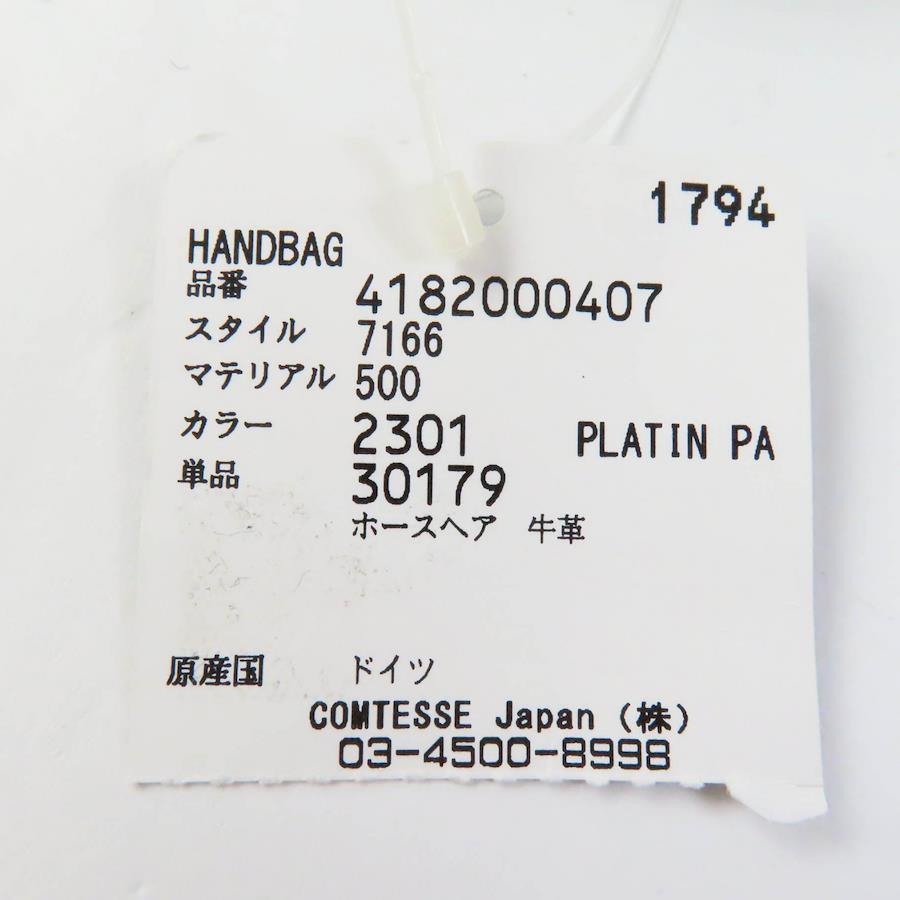 1794
HANDBAG
品番 4182000407
スタイル 7166
マテリアル 500
カラー 2301 PLATIN PA
単品 30179
ホースヘア 牛革
原産国 ドイツ
COMTESSE Japan (株)
03-4500-8998